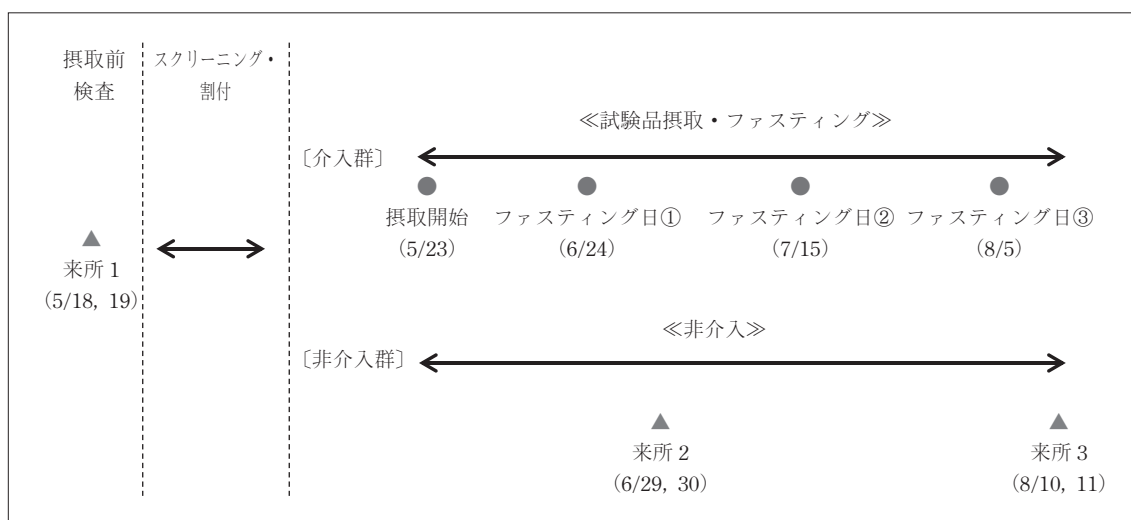 摂取前
検査
スクリーニング・
割付
≪試験品摂取・ファスティング≫
〔介入群〕
摂取開始
(5/23)
ファスティング日①
(6/24)
ファスティング日②
(7/15)
ファスティング日③
(8/5)
来所 1
(5/18, 19)
≪非介入≫
〔非介入群〕
来所 2
(6/29, 30)
来所 3
(8/10, 11)